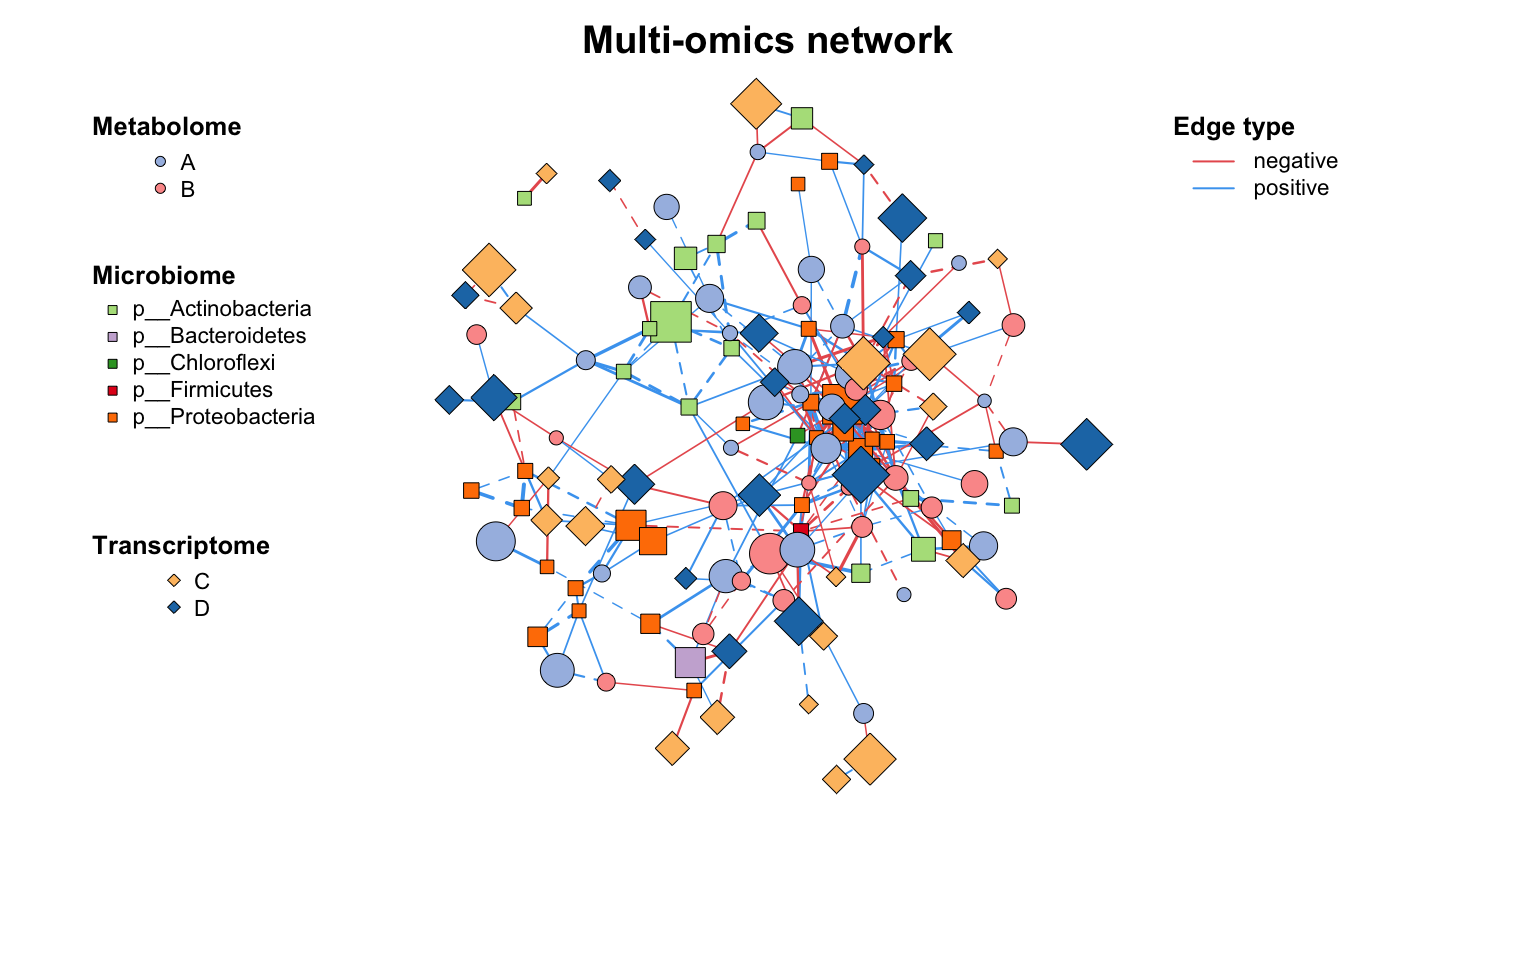 Multi-omics network
Metabolome
A
B
Microbiome
p__Actinobacteria
p__Bacteroidetes
p__Chloroflexi
p__Firmicutes
p__Proteobacteria
Transcriptome
C
D
Edge type
negative
positive